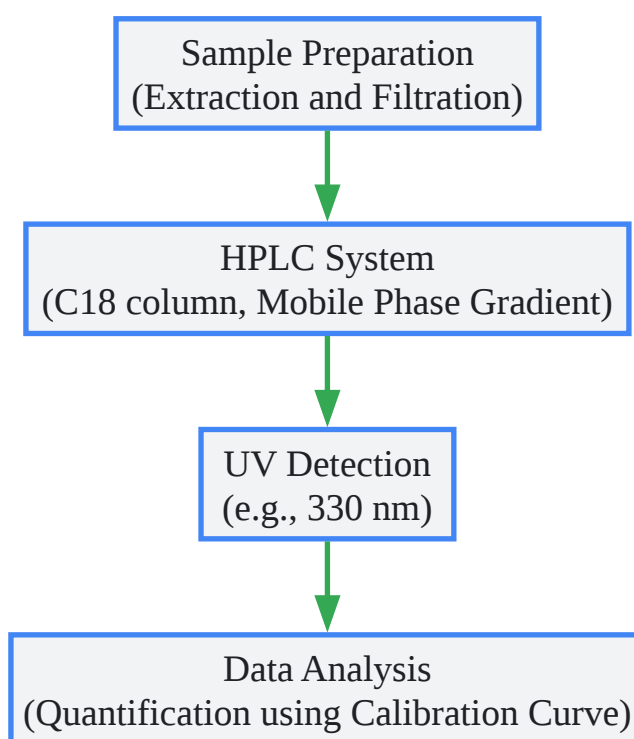 Sample Preparation
(Extraction and Filtration)
HPLC System
(C18 column, Mobile Phase Gradient)
UV Detection
(e.g., 330 nm)
Data Analysis
(Quantification using Calibration Curve)